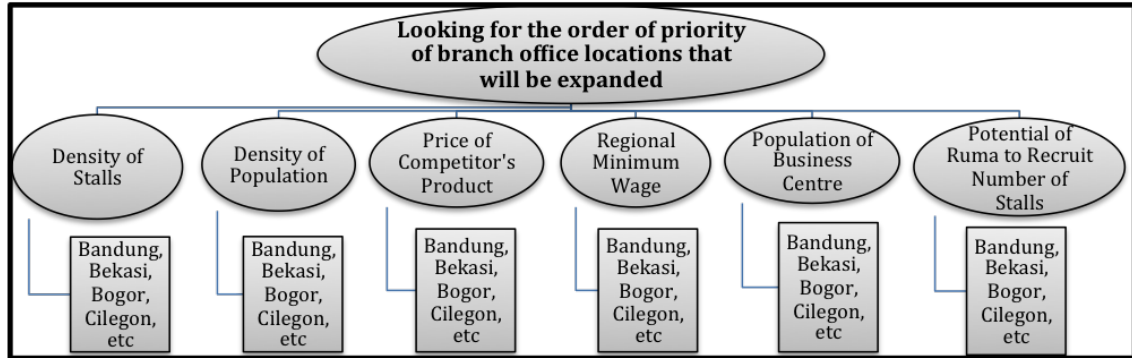 Looking for the order of priority
of branch office locations that
will be expanded
Density of
Stalls
Density of
Population
Price of
Competitor's
Product
Regional
Minimum
Wage
Population of
Business
Centre
Potential of
Ruma to Recruit
Number of
Stalls
Bandung,
Bekasi,
Bogor,
Cilegon,
etc
Bandung,
Bekasi,
Bogor,
Cilegon,
etc
Bandung,
Bekasi,
Bogor,
Cilegon,
etc
Bandung,
Bekasi,
Bogor,
Cilegon,
etc
Bandung,
Bekasi,
Bogor,
Cilegon,
etc
Bandung,
Bekasi,
Bogor,
Cilegon,
etc